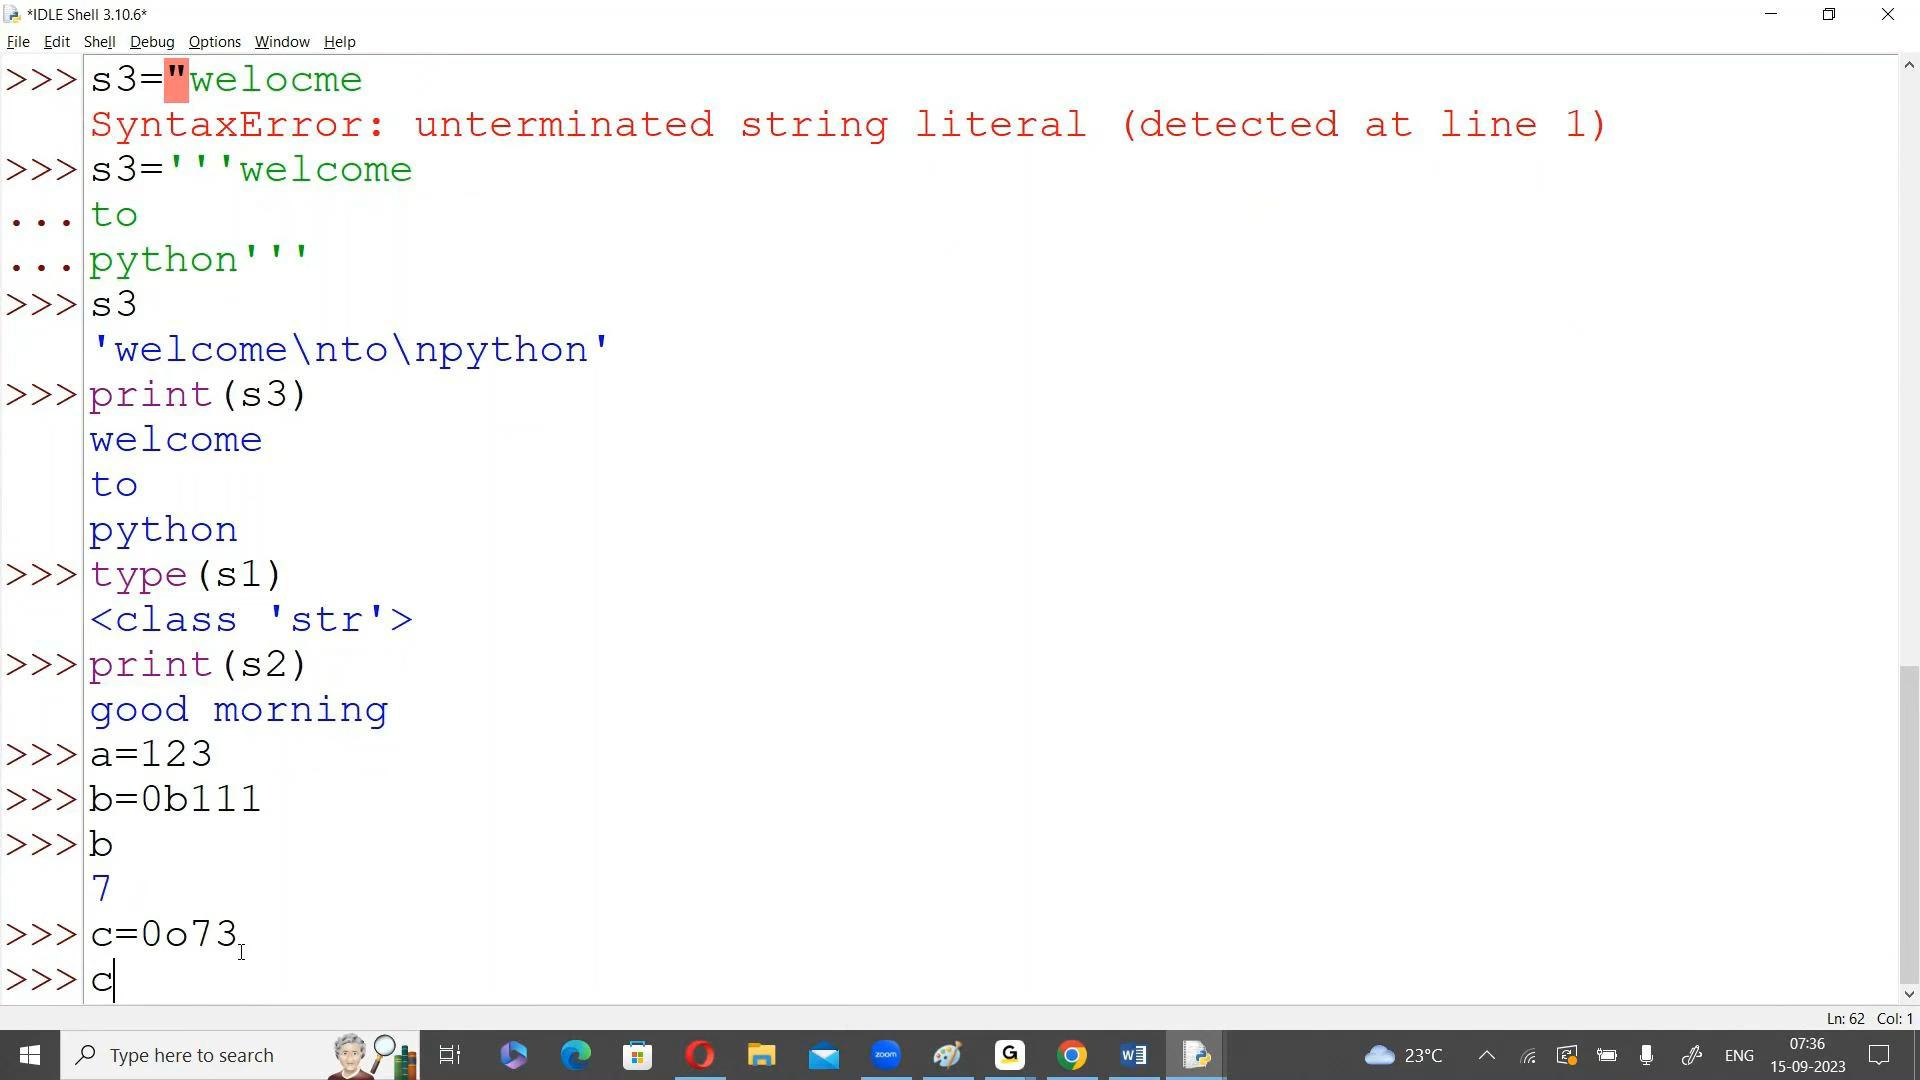 *IDLE Shell 3.10.6*
File Edit Shell Debug Options Window Help
>>> s3="welocme
SyntaxError: unterminated string literal (detected at line 1)
>>> s3='''welcome
... to
... python'''
>>> s3
'welcome\nto\npython'
>>> print(s3)
welcome
to
python
>>> type(s1)
<class 'str'>
>>> print(s2)
good morning
>>> a=123
>>> b=0b111
>>> b
7
>>> c=0o73
>>> c
Ln: 62 Col: 1
Type here to search
zoom
G
W
23°C
ENG
07:36
15-09-2023